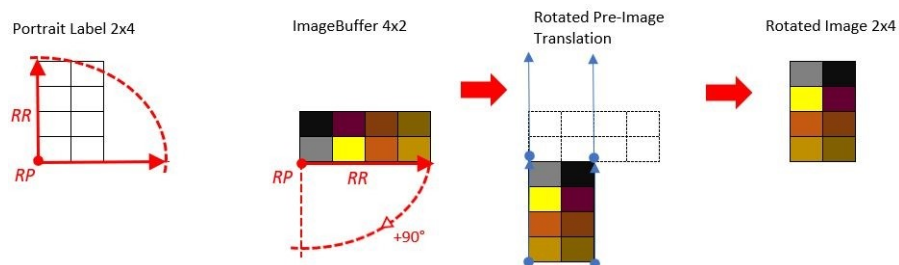 Portrait Label 2x4
ImageBuffer 4x2
Rotated Pre-Image
Translation
Rotated Image 2x4
RR
RP
RP
RR
+90°